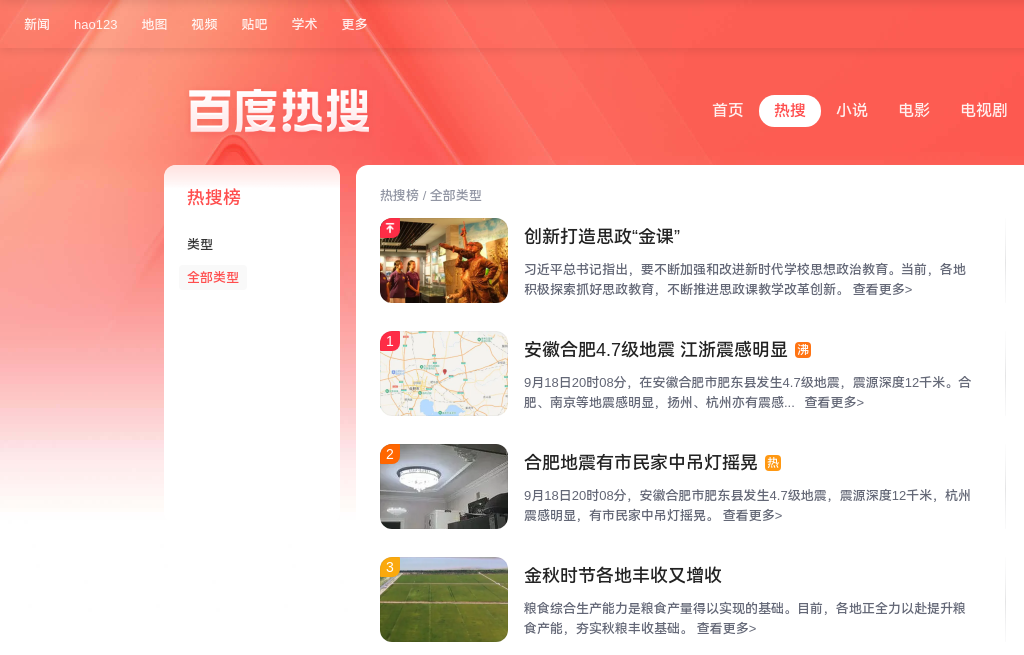 新闻 hao123 地图 视频 贴吧 学术 更多
百度热搜
首页 热搜 小说 电影 电视剧
热搜榜
类型
全部类型
热搜榜 / 全部类型
创新打造思政“金课”
习近平总书记指出，要不断加强和改进新时代学校思想政治教育。当前，各地
积极探索抓好思政教育，不断推进思政课教学改革创新。 查看更多>
1
安徽合肥4.7级地震 江浙震感明显 沸
9月18日20时08分，在安徽合肥市肥东县发生4.7级地震，震源深度12千米。合
肥、南京等地震感明显，扬州、杭州亦有震感... 查看更多>
2
合肥地震有市民家中吊灯摇晃 热
9月18日20时08分，安徽合肥市肥东县发生4.7级地震，震源深度12千米，杭州
震感明显，有市民家中吊灯摇晃。 查看更多>
3
金秋时节各地丰收又增收
粮食综合生产能力是粮食产量得以实现的基础。目前，各地正全力以赴提升粮
食产能，夯实秋粮丰收基础。 查看更多>